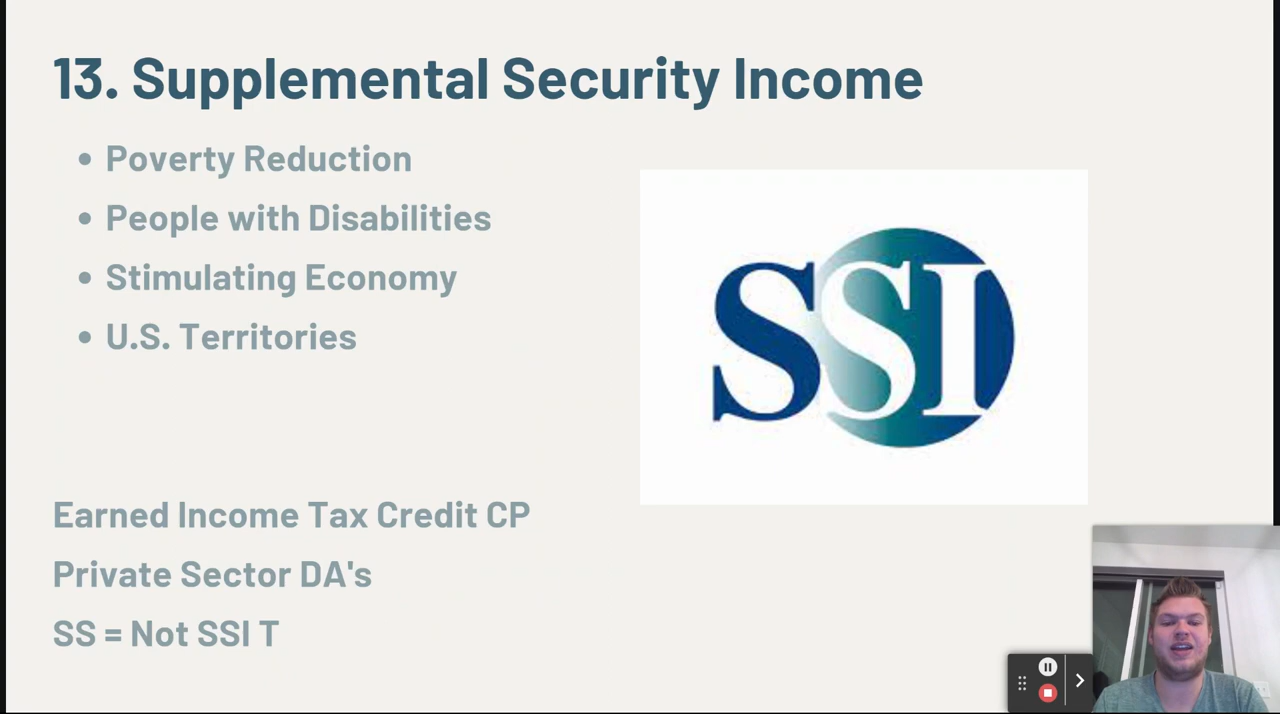 13. Supplemental Security Income
• Poverty Reduction
• People with Disabilities
• Stimulating Economy
• U.S. Territories
SSI
Earned Income Tax Credit CP
Private Sector DA's
SS = Not SSI T